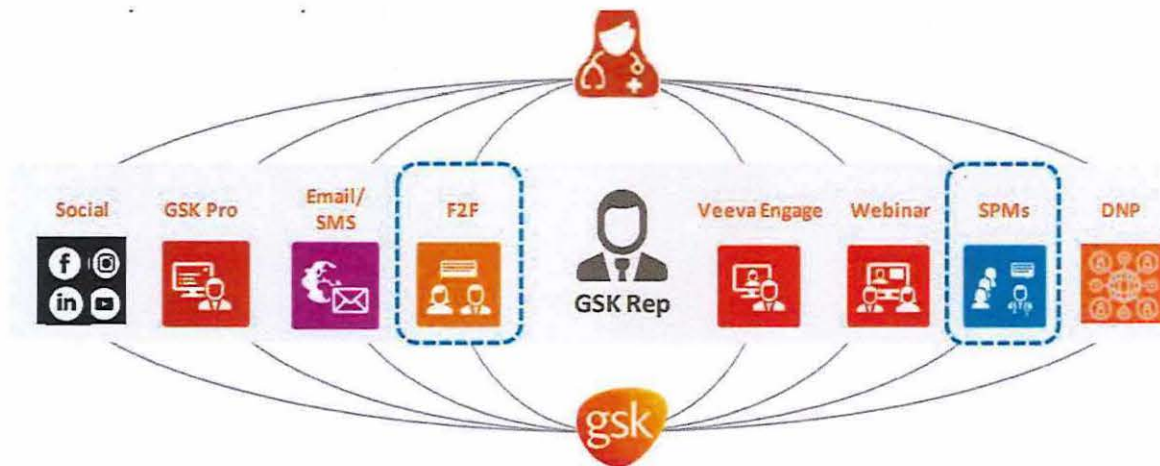 Social
GSK Pro
Email/
SMS
F2F
GSK Rep
Veeva Engage
Webinar
SPMs
DNP
gsk